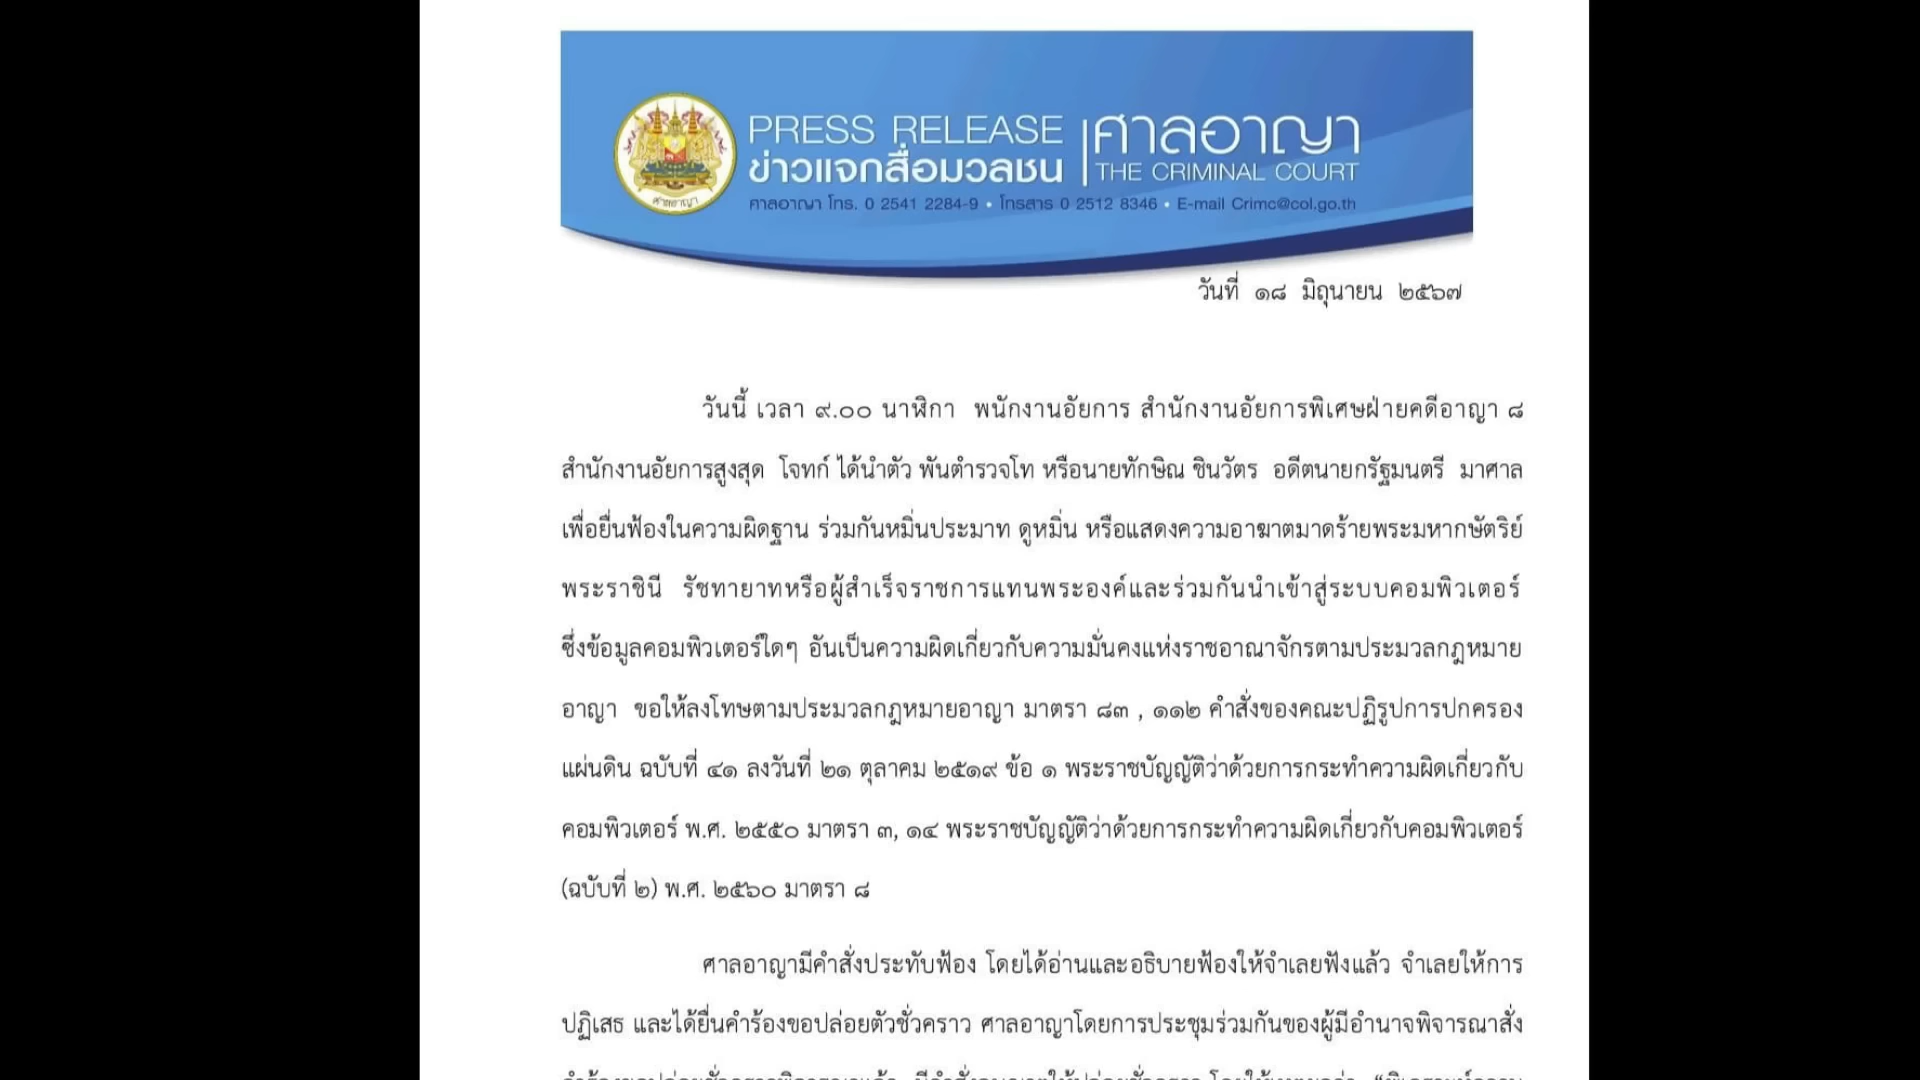 PRESS RELEASE
ข่าวแจกสื่อมวลชน
ศาลอาญา
THE CRIMINAL COURT
ศาลอาญา โทร. 0 2541 2284-9 • โทรสาร 0 2512 8346 • E-mail Crimc@col.go.th
ศาลอาญา
วันที่ ๑๘ มิถุนายน ๒๕๖๗
วันนี้ เวลา ๙.๐๐ นาฬิกา พนักงานอัยการ สำนักงานอัยการพิเศษฝ่ายคดีอาญา ๘
สำนักงานอัยการสูงสุด โจทก์ ได้นำตัว พันตำรวจโท หรือนายทักษิณ ชินวัตร อดีตนายกรัฐมนตรี มาศาล
เพื่อยื่นฟ้องในความผิดฐาน ร่วมกันหมิ่นประมาท ดูหมิ่น หรือแสดงความอาฆาตมาดร้ายพระมหากษัตริย์
พระราชินี รัชทายาทหรือผู้สำเร็จราชการแทนพระองค์และร่วมกันนำเข้าสู่ระบบคอมพิวเตอร์
ซึ่งข้อมูลคอมพิวเตอร์ใดๆ อันเป็นความผิดเกี่ยวกับความมั่นคงแห่งราชอาณาจักรตามประมวลกฎหมาย
อาญา ขอให้ลงโทษตามประมวลกฎหมายอาญา มาตรา ๘๓ , ๑๑๒ คำสั่งของคณะปฏิรูปการปกครอง
แผ่นดิน ฉบับที่ ๔๑ ลงวันที่ ๒๑ ตุลาคม ๒๕๑๙ ข้อ ๑ พระราชบัญญัติว่าด้วยการกระทำความผิดเกี่ยวกับ
คอมพิวเตอร์ พ.ศ. ๒๕๕๐ มาตรา ๓, ๑๔ พระราชบัญญัติว่าด้วยการกระทำความผิดเกี่ยวกับคอมพิวเตอร์
(ฉบับที่ ๒) พ.ศ. ๒๕๖๐ มาตรา ๘
ศาลอาญามีคำสั่งประทับฟ้อง โดยได้อ่านและอธิบายฟ้องให้จำเลยฟังแล้ว จำเลยให้การ
ปฏิเสธ และได้ยื่นคำร้องขอปล่อยตัวชั่วคราว ศาลอาญาโดยการประชุมร่วมกันของผู้มีอำนาจพิจารณาสั่ง